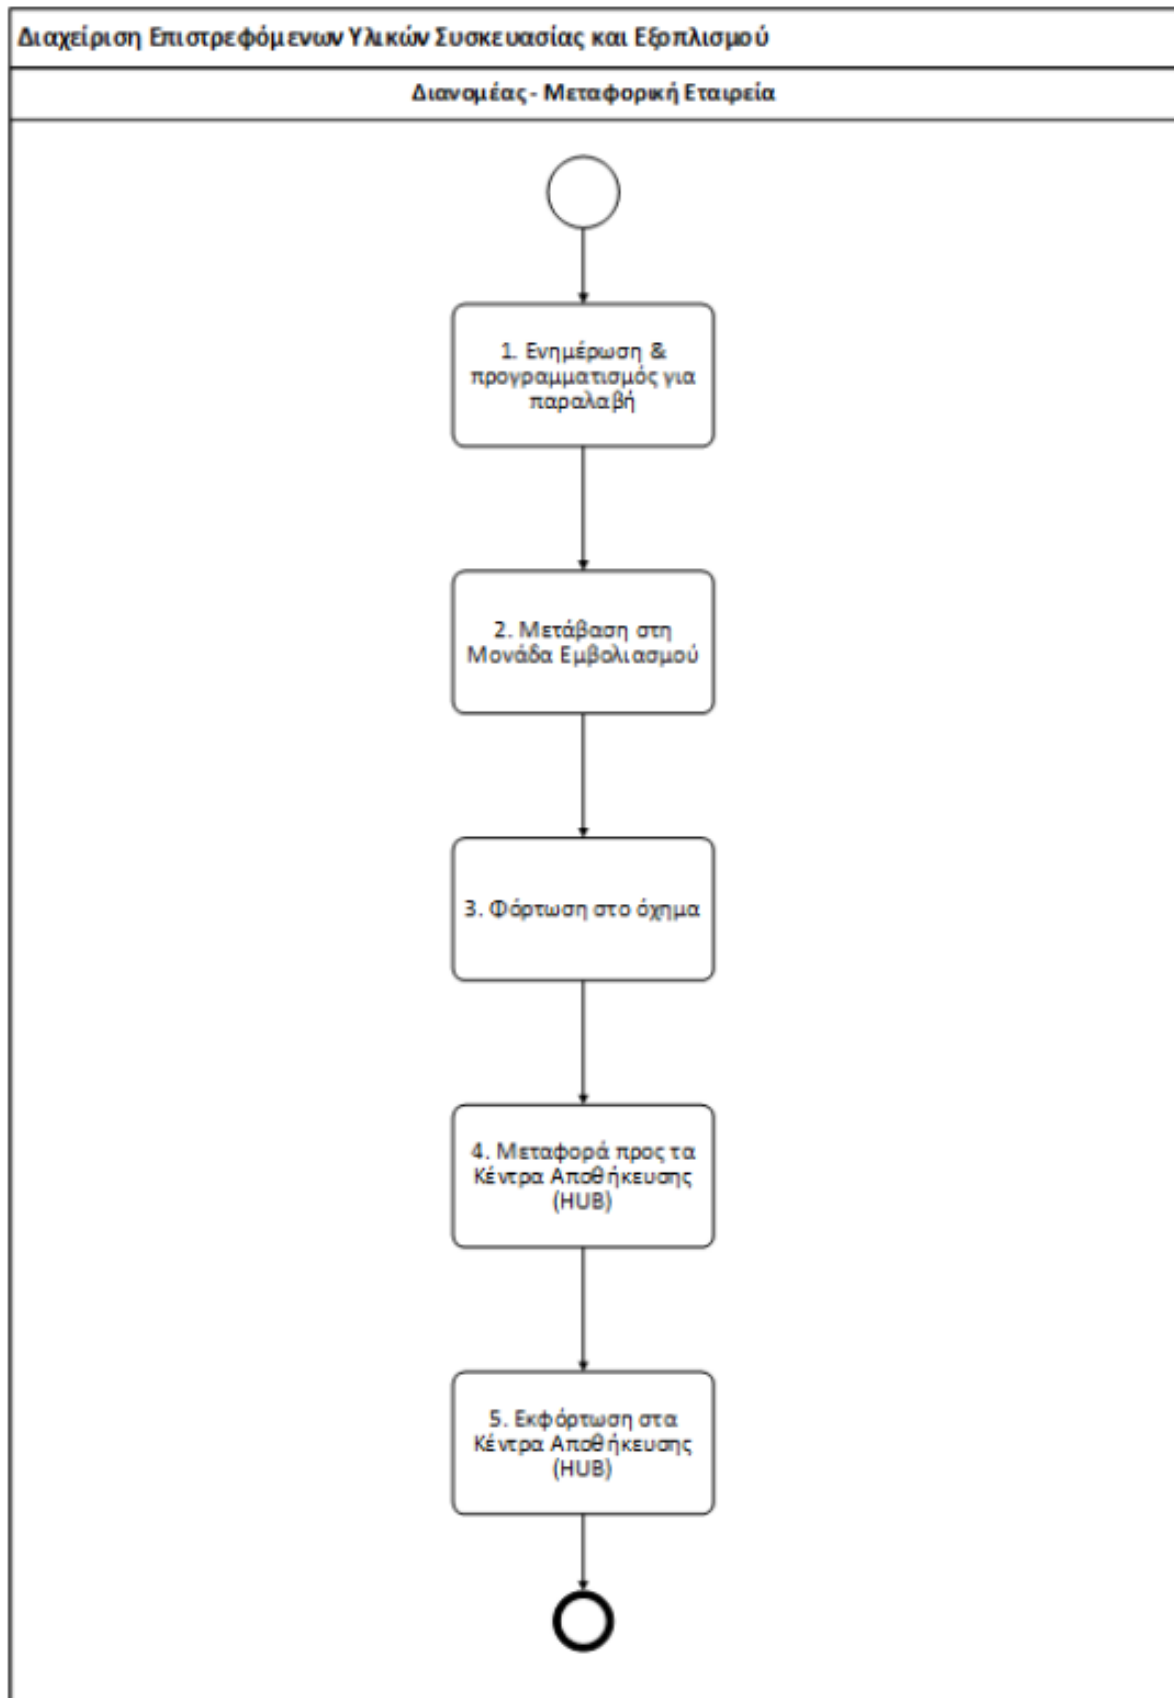 Διαχείριση Επιστρεφόμενων Υλικών Συσκευασίας και Εξοπλισμού
Διανομέας - Μεταφορική Εταιρεία
1. Ενημέρωση &
προγραμματισμός για
παραλαβή
2. Μετάβαση στη
Μονάδα Εμβολιασμού
3. Φόρτωση στο όχημα
4. Μεταφορά προς τα
Κέντρα Αποθήκευσης
(HUB)
5. Εκφόρτωση στα
Κέντρα Αποθήκευσης
(HUB)